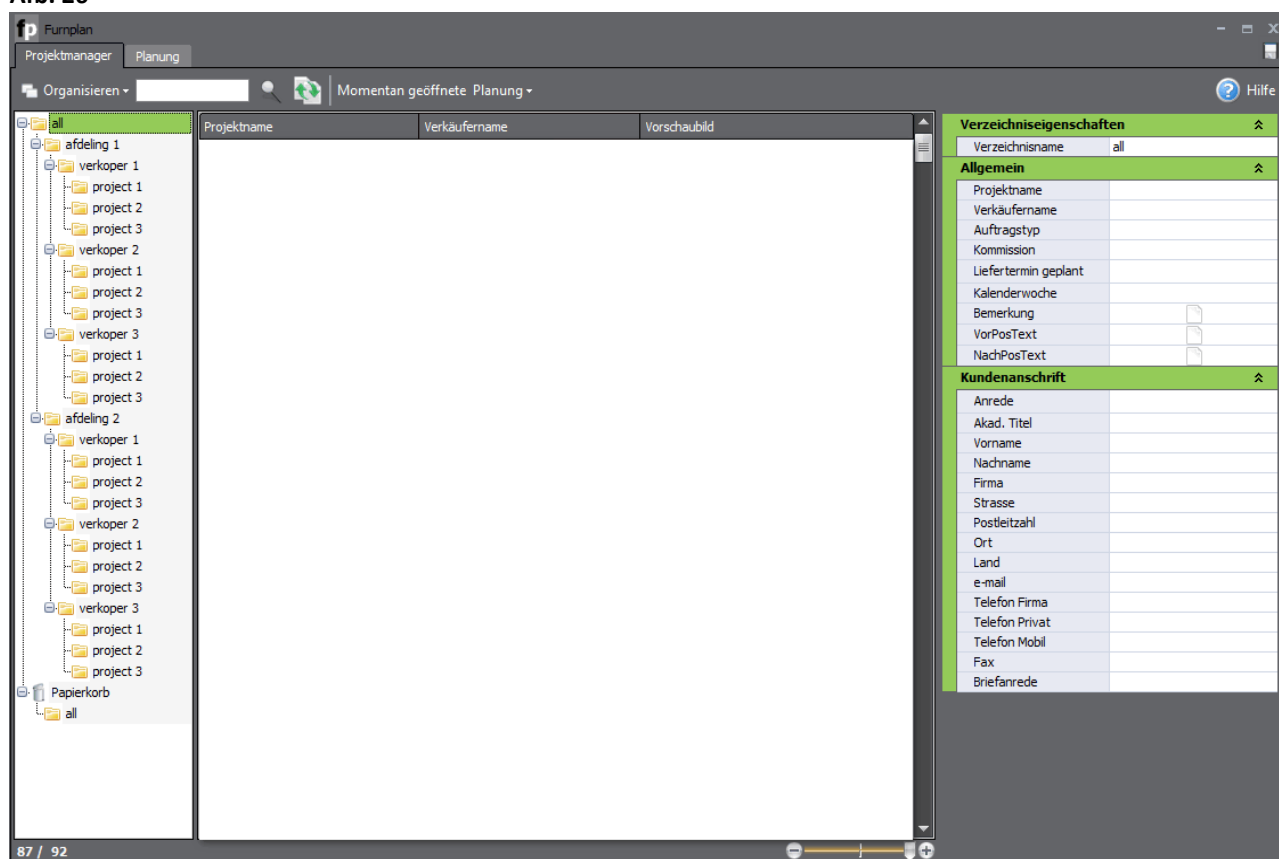 fp Furnplan
Projektmanager Planung
Organisieren Momentan geöffnete Planung Hilfe
all
afdeling 1
verkoper 1
project 1
project 2
project 3
verkoper 2
project 1
project 2
project 3
verkoper 3
project 1
project 2
project 3
afdeling 2
verkoper 1
project 1
project 2
project 3
verkoper 2
project 1
project 2
project 3
verkoper 3
project 1
project 2
project 3
Papierkorb
all
Projektname Verkäufername Vorschaubild
Verzeichniseigenschaften
Verzeichnisname all
Allgemein
Projektname
Verkäufername
Auftragstyp
Kommission
Liefertermin geplant
Kalenderwoche
Bemerkung
VorPosText
NachPosText
Kundenanschrift
Anrede
Akad. Titel
Vorname
Nachname
Firma
Strasse
Postleitzahl
Ort
Land
e-mail
Telefon Firma
Telefon Privat
Telefon Mobil
Fax
Briefanrede
87 / 92